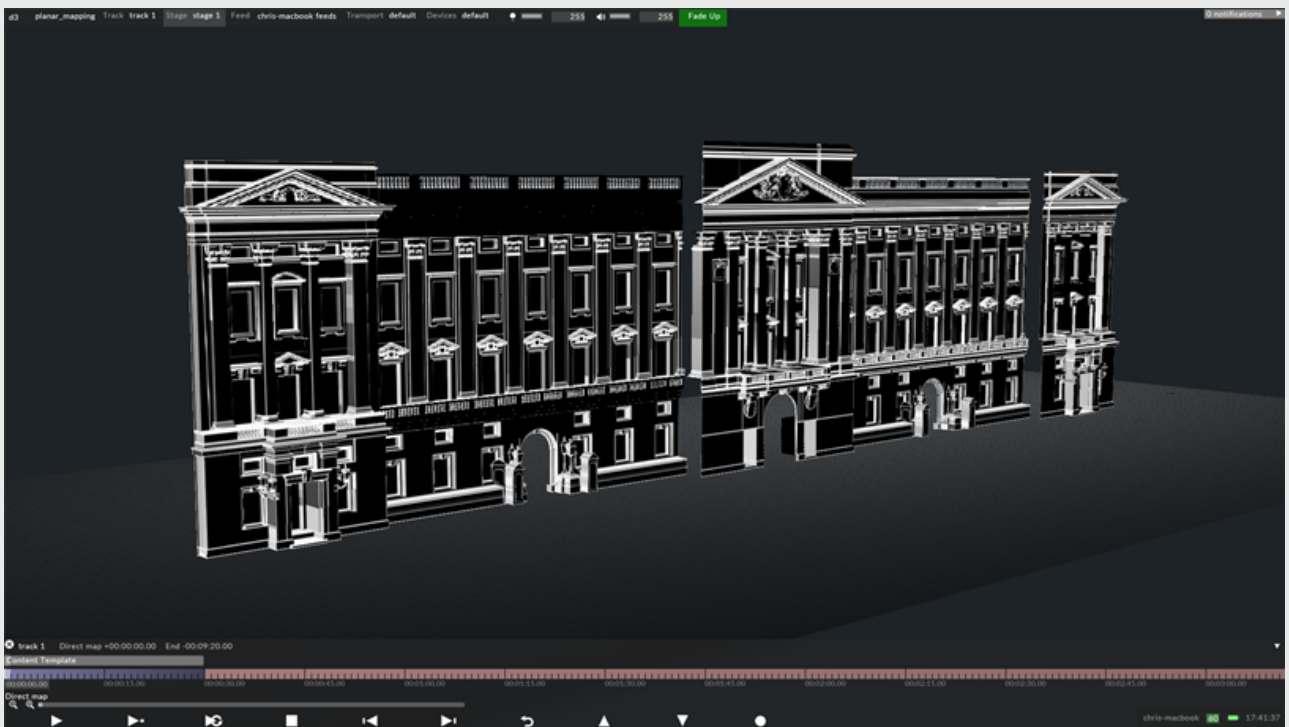 d3 planar_mapping Track track 1 Stage stage 1 Feed chris-macbook feeds Transport default Devices default 255 255 Fade Up 0 notifications
track 1 Direct map +00:00:00.00 End -00:09:20.00
Content Template
00:00:00.00 00:00:15.00 00:00:30.00 00:00:45.00 00:01:00.00 00:01:15.00 00:01:30.00 00:01:45.00 00:02:00.00 00:02:15.00 00:02:30.00 00:02:45.00 00:03:00.00
Direct map
chris-macbook 60 17:41:37